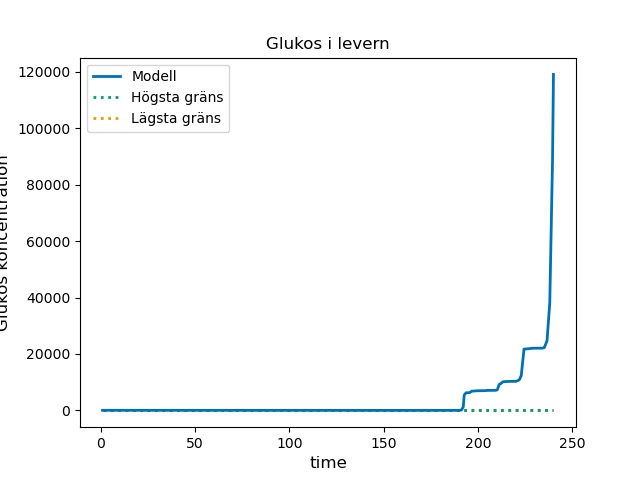 Glukos i levern
Glukos koncentration
120000
100000
80000
60000
40000
20000
0
Modell
Högsta gräns
Lägsta gräns
0 50 100 150 200 250
time